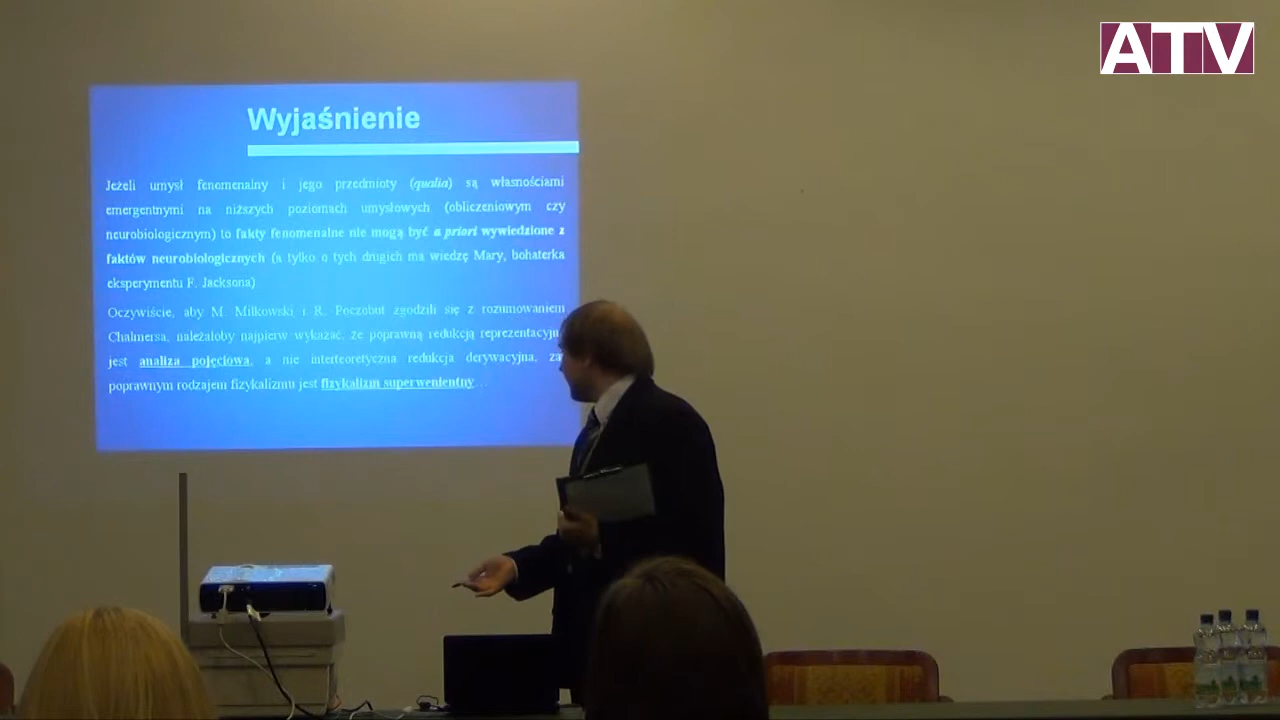 ATV
Wyjaśnienie
Jeżeli umysł fenomenalny i jego przedmioty (qualia) są własnościami
emergentnymi na niższych poziomach umysłowych (obliczeniowym czy
neurobiologicznym) to fakty fenomenalne nie mogą być a priori wywiedzione z
faktów neurobiologicznych (a tylko o tych drugich ma wiedzę Mary, bohaterka
eksperymentu F. Jacksona)
Oczywiście, aby M. Miłkowski i R. Poczobut zgodzili się z rozumowaniem
Chalmersa, należałoby najpierw wykazać, że poprawną redukcją reprezentacyjn
jest analiza pojęciowa, a nie interteoretyczna redukcja derywacyjna, za
poprawnym rodzajem fizykalizmu jest fizykalizm superwenientny...